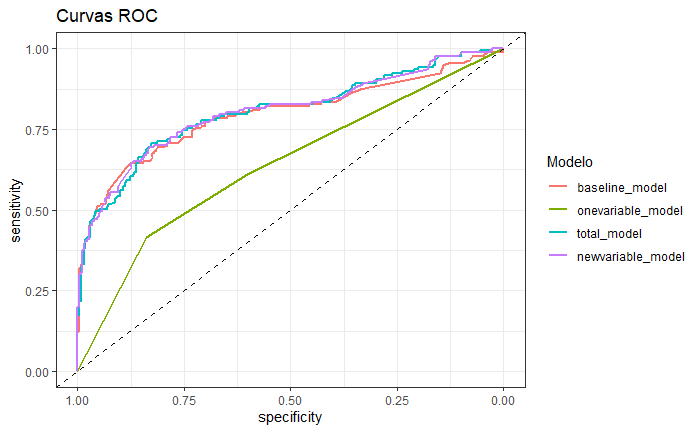 Curvas ROC
1.00
0.75
0.50
0.25
0.00
sensitivity
1.00 0.75 0.50 0.25 0.00
specificity
Modelo
baseline_model
onevariable_model
total_model
newvariable_model